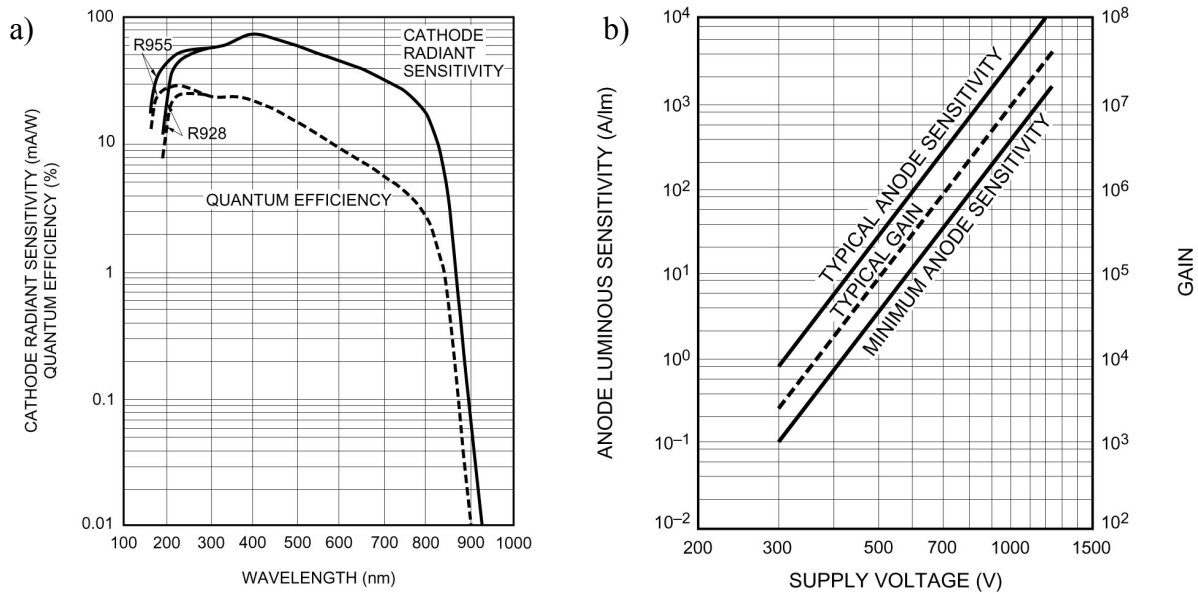 a)
CATHODE RADIANT SENSITIVITY (mA/W)
QUANTUM EFFICIENCY (%)
100
10
1
0.1
0.01
R955
R928
CATHODE
RADIANT
SENSITIVITY
QUANTUM EFFICIENCY
100 200 300 400 500 600 700 800 900 1000
WAVELENGTH (nm)
b)
ANODE LUMINOUS SENSITIVITY (A/lm)
10⁴
10³
10²
10¹
10⁰
10⁻¹
10⁻²
TYPICAL ANODE SENSITIVITY
TYPICAL GAIN
MINIMUM ANODE SENSITIVITY
10⁸
10⁷
10⁶
10⁵
10⁴
10³
10²
GAIN
200 300 500 700 1000 1500
SUPPLY VOLTAGE (V)